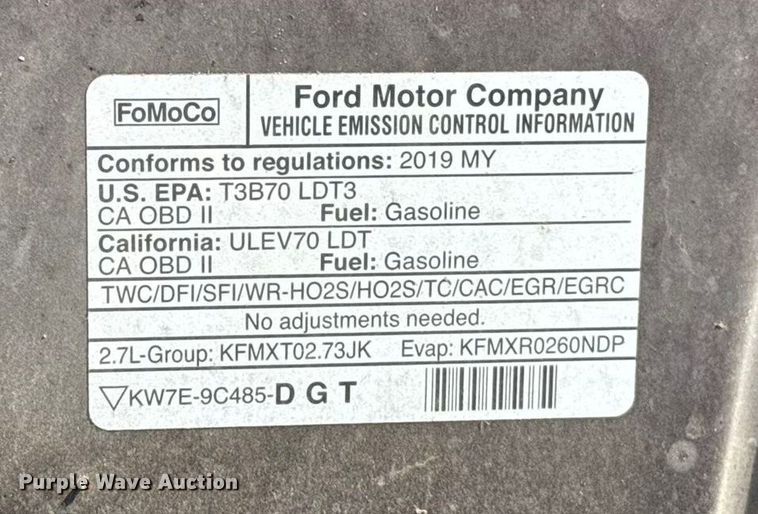 FoMoCo
Ford Motor Company
VEHICLE EMISSION CONTROL INFORMATION
Conforms to regulations: 2019 MY
U.S. EPA: T3B70 LDT3
CA OBD II Fuel: Gasoline
California: ULEV70 LDT
CA OBD II Fuel: Gasoline
TWC/DFI/SFI/WR-HO2S/HO2S/TC/CAC/EGR/EGRC
No adjustments needed.
2.7L-Group: KFMXT02.73JK Evap: KFMXR0260NDP
▽KW7E-9C485-D G T
Purple Wave Auction